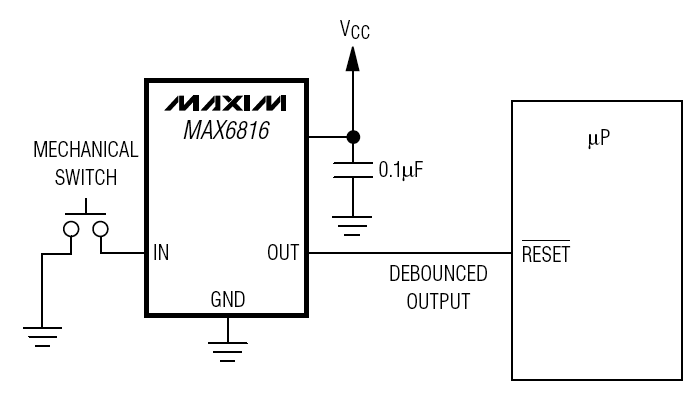 VCC
MAXIM
MAX6816
µP
MECHANICAL
SWITCH
0.1µF
IN
OUT
RESET
DEBOUNCED
OUTPUT
GND